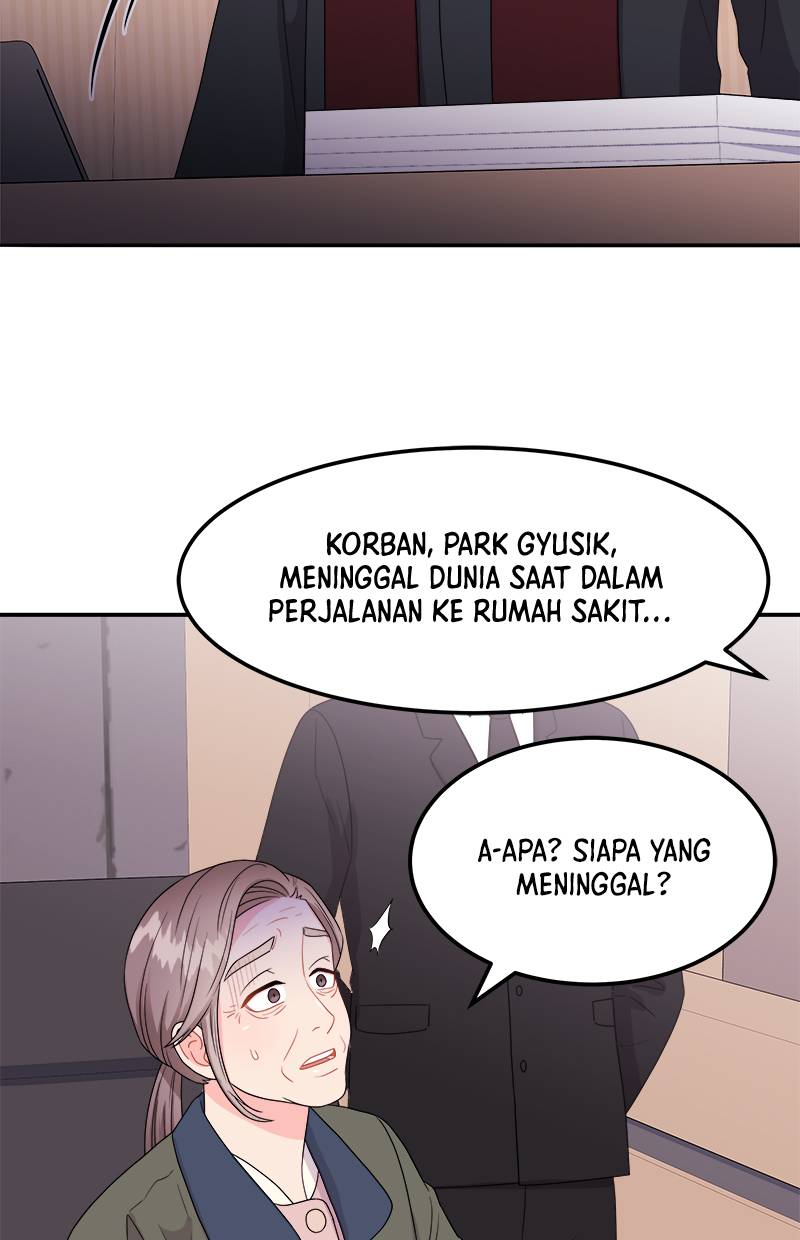 KORBAN, PARK GYUSIK,
MENINGGAL DUNIA SAAT DALAM
PERJALANAN KE RUMAH SAKIT...
A-APA? SIAPA YANG
MENINGGAL?